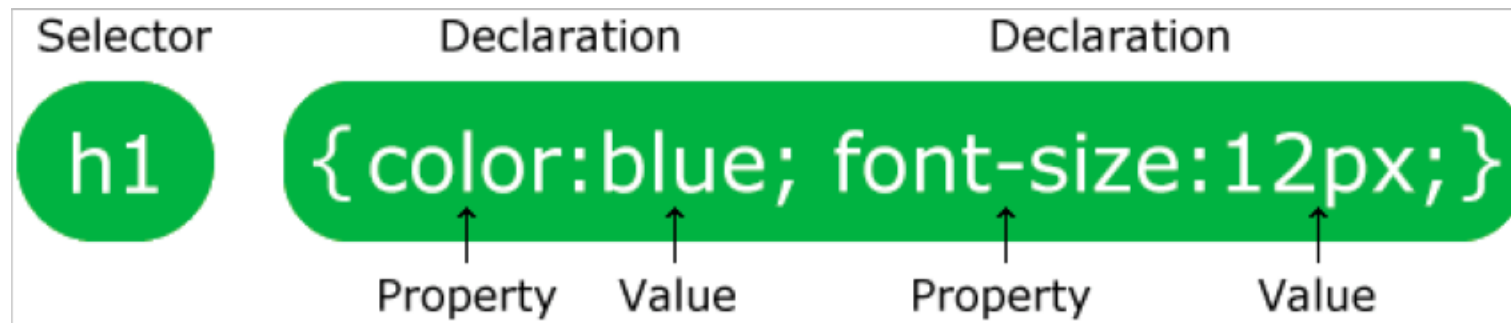 Selector Declaration Declaration
h1 {color:blue; font-size:12px;}
Property Value Property Value